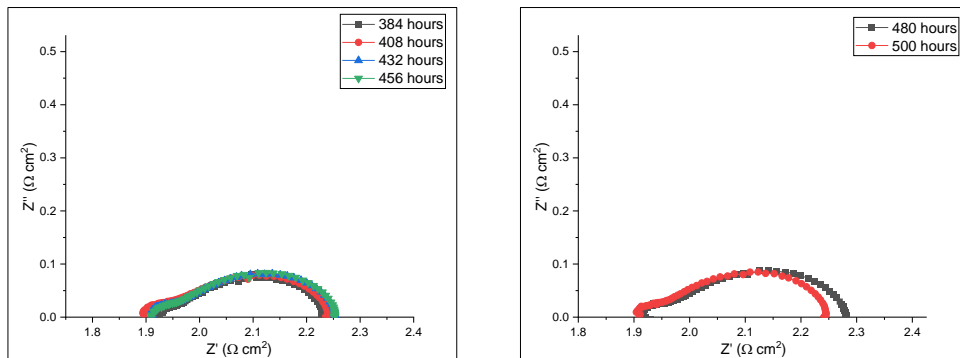 384 hours
408 hours
432 hours
456 hours
0.5
0.4
0.3
0.2
0.1
0.0
Z'' (Ω cm²)
1.8 1.9 2.0 2.1 2.2 2.3 2.4
Z' (Ω cm²)
480 hours
500 hours
0.5
0.4
0.3
0.2
0.1
0.0
Z'' (Ω cm²)
1.8 1.9 2.0 2.1 2.2 2.3 2.4
Z' (Ω cm²)